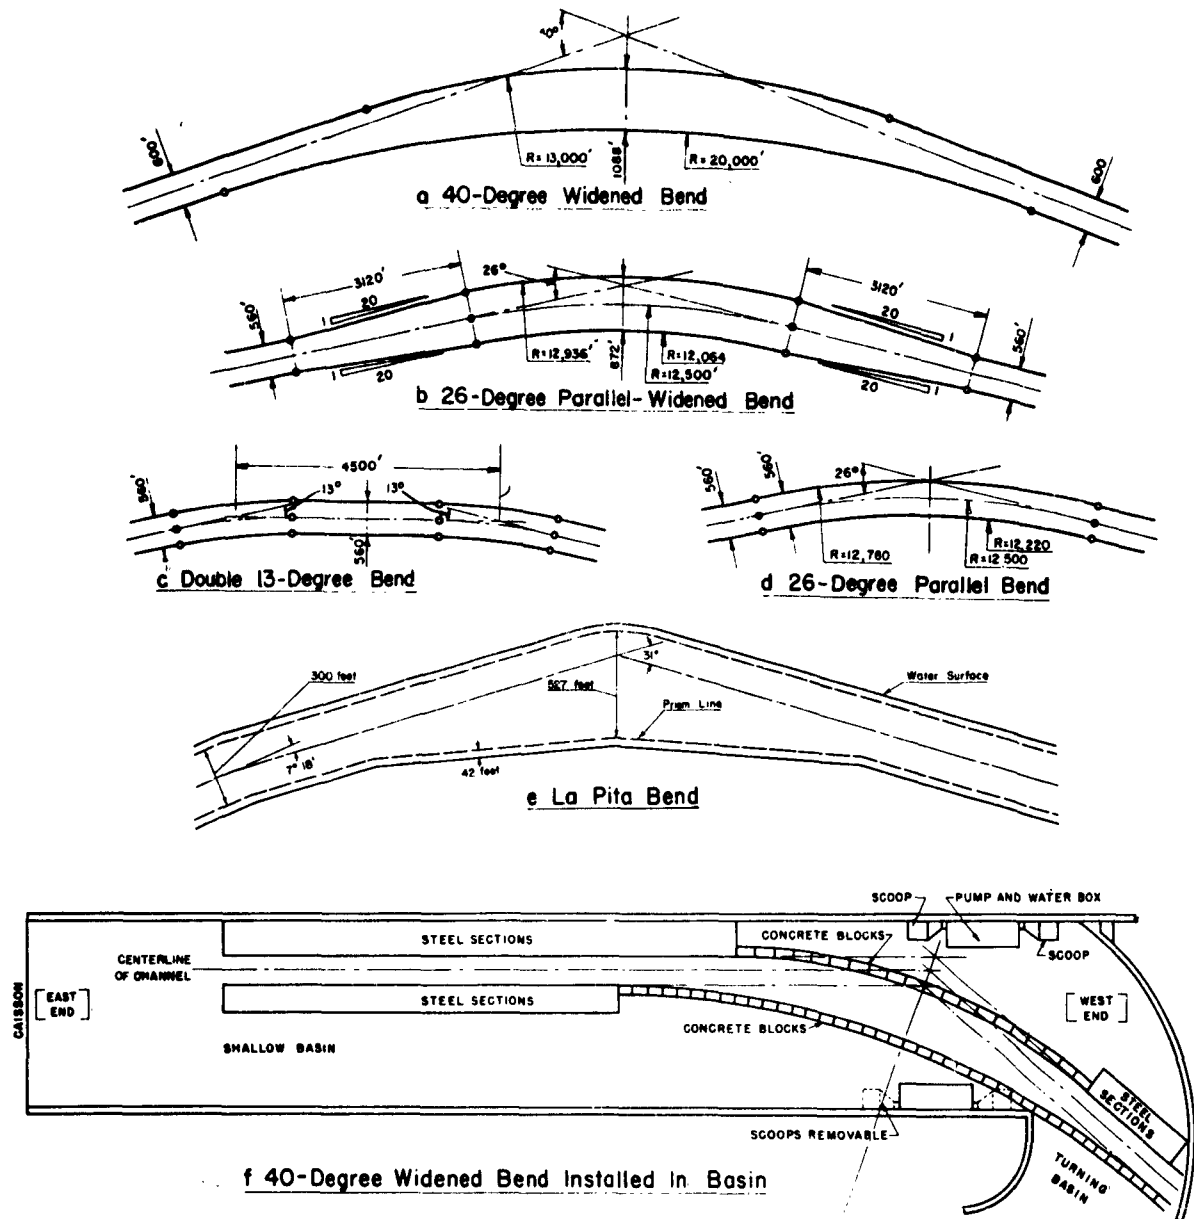 40°
600'
R=13,000'
1088'
R=20,000'
600
a 40-Degree Widened Bend
3120'
26°
3120'
20
1
560'
20
1
560'
R=12,936'
872'
R=12,064
R=12,500'
1
20
20
1
b 26-Degree Parallel-Widened Bend
4500'
560'
13°
13°
560'
c Double 13-Degree Bend
560'
560'
26°
R=12,780
R=12,220
R=12,500
d 26-Degree Parallel Bend
300 feet
31°
527 feet
Water Surface
Prism Line
7° 18'
42 feet
e La Pita Bend
SCOOP
PUMP AND WATER BOX
STEEL SECTIONS
CONCRETE BLOCKS
SCOOP
CENTERLINE
OF CHANNEL
CAISSON
EAST
END
STEEL SECTIONS
WEST
END
CONCRETE BLOCKS
SHALLOW BASIN
STEEL
SECTIONS
SCOOPS REMOVABLE
TURNING
BASIN
f 40-Degree Widened Bend Installed In Basin